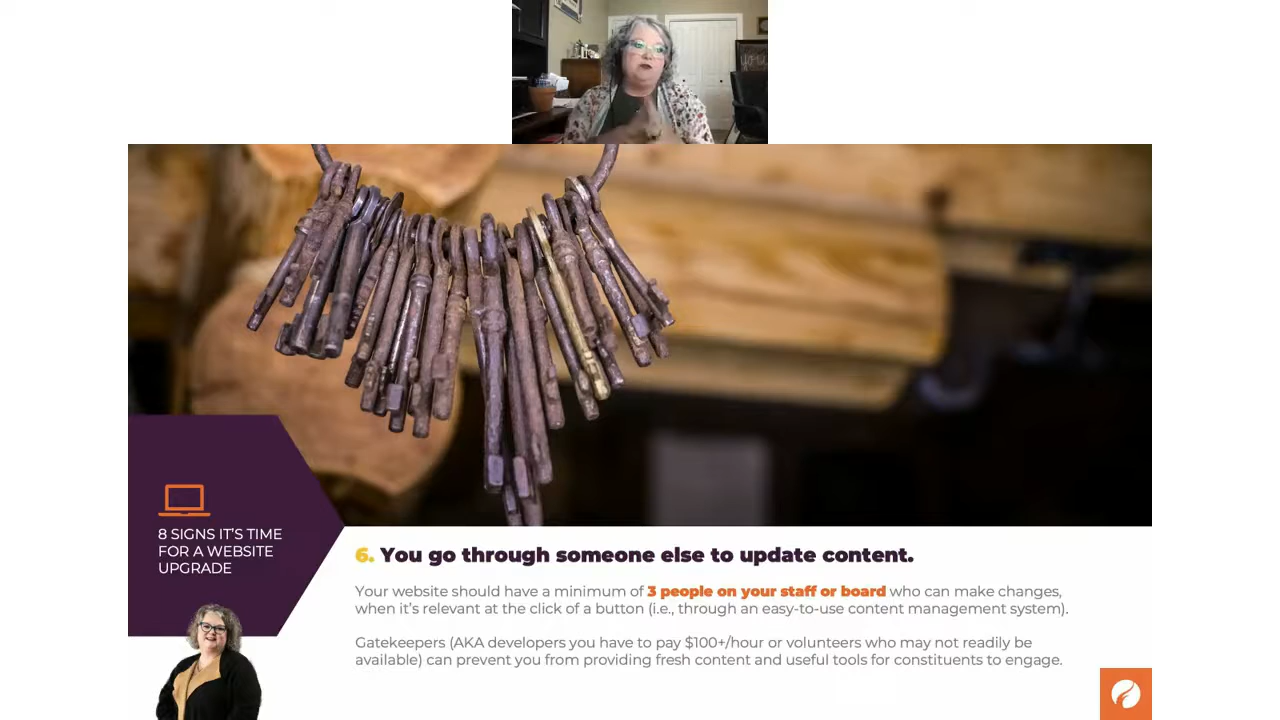 8 SIGNS IT'S TIME
FOR A WEBSITE
UPGRADE
6. You go through someone else to update content.
Your website should have a minimum of 3 people on your staff or board who can make changes,
when it's relevant at the click of a button (i.e., through an easy-to-use content management system).
Gatekeepers (AKA developers you have to pay $100+/hour or volunteers who may not readily be
available) can prevent you from providing fresh content and useful tools for constituents to engage.